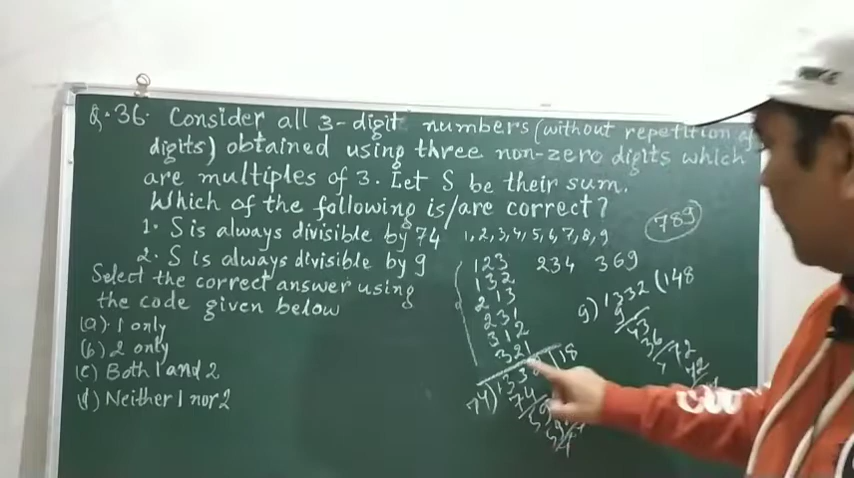 Q.36. Consider all 3-digit numbers (without repetition of
digits) obtained using three non-zero digits which
are multiples of 3. Let S be their sum.
Which of the following is/are correct?
1. S is always divisible by 74
2. S is always divisible by 9
Select the correct answer using
the code given below
(a). 1 only
(b) 2 only
(c) Both 1 and 2
(d) Neither 1 nor 2
1,2,3,4,5,6,7,8,9
789
123 234 369
132
213
231
312
321
9) 1332 (148
74) 133
18